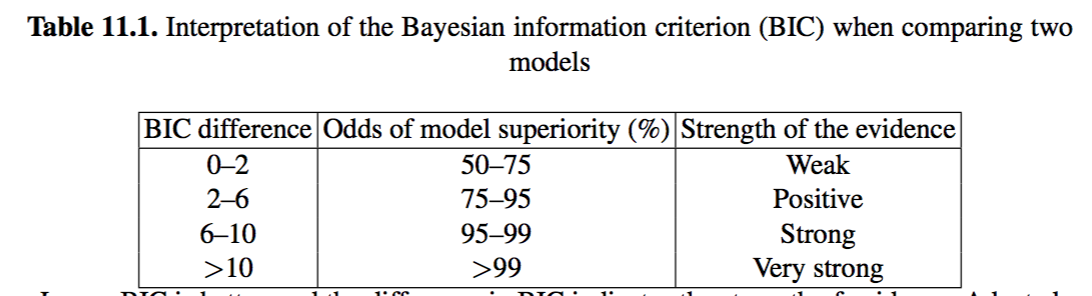 Table 11.1. Interpretation of the Bayesian information criterion (BIC) when comparing two
models
BIC difference Odds of model superiority (%) Strength of the evidence
0–2 50–75 Weak
2–6 75–95 Positive
6–10 95–99 Strong
>10 >99 Very strong